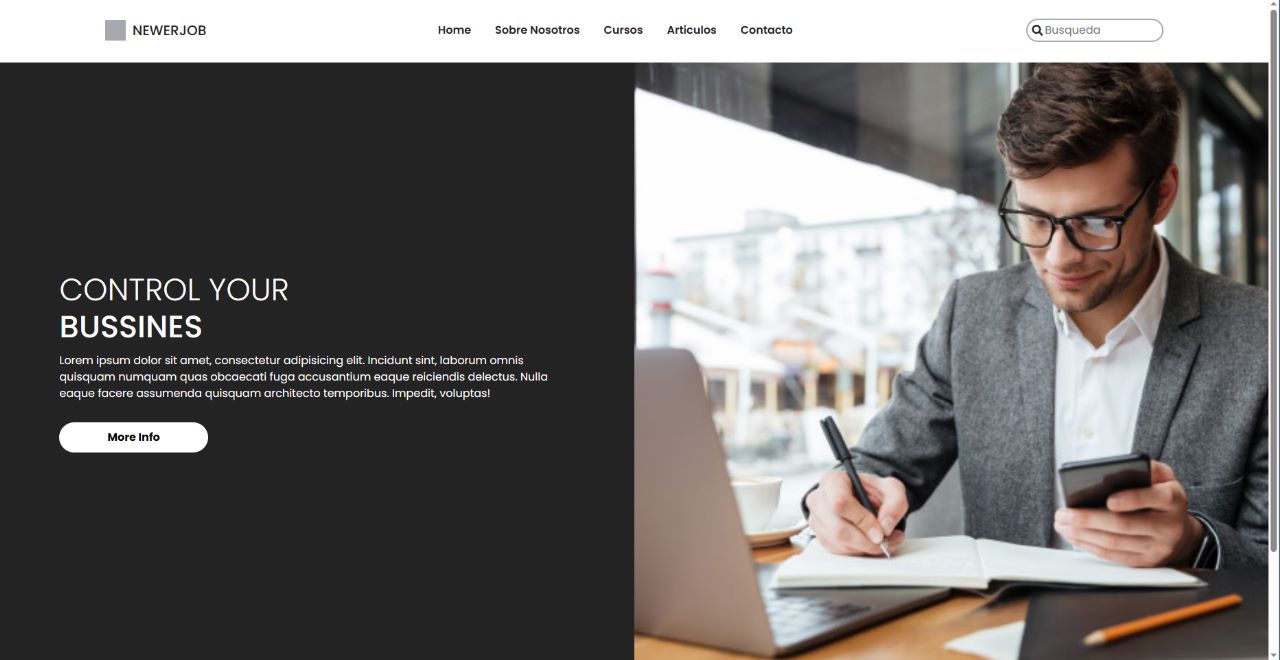 NEWERJOB
Home Sobre Nosotros Cursos Articulos Contacto
Busqueda
CONTROL YOUR
BUSSINES
Lorem ipsum dolor sit amet, consectetur adipisicing elit. Incidunt sint, laborum omnis
quisquam numquam quas obcaecati fuga accusantium eaque reiciendis delectus. Nulla
eaque facere assumenda quisquam architecto temporibus. Impedit, voluptas!
More Info